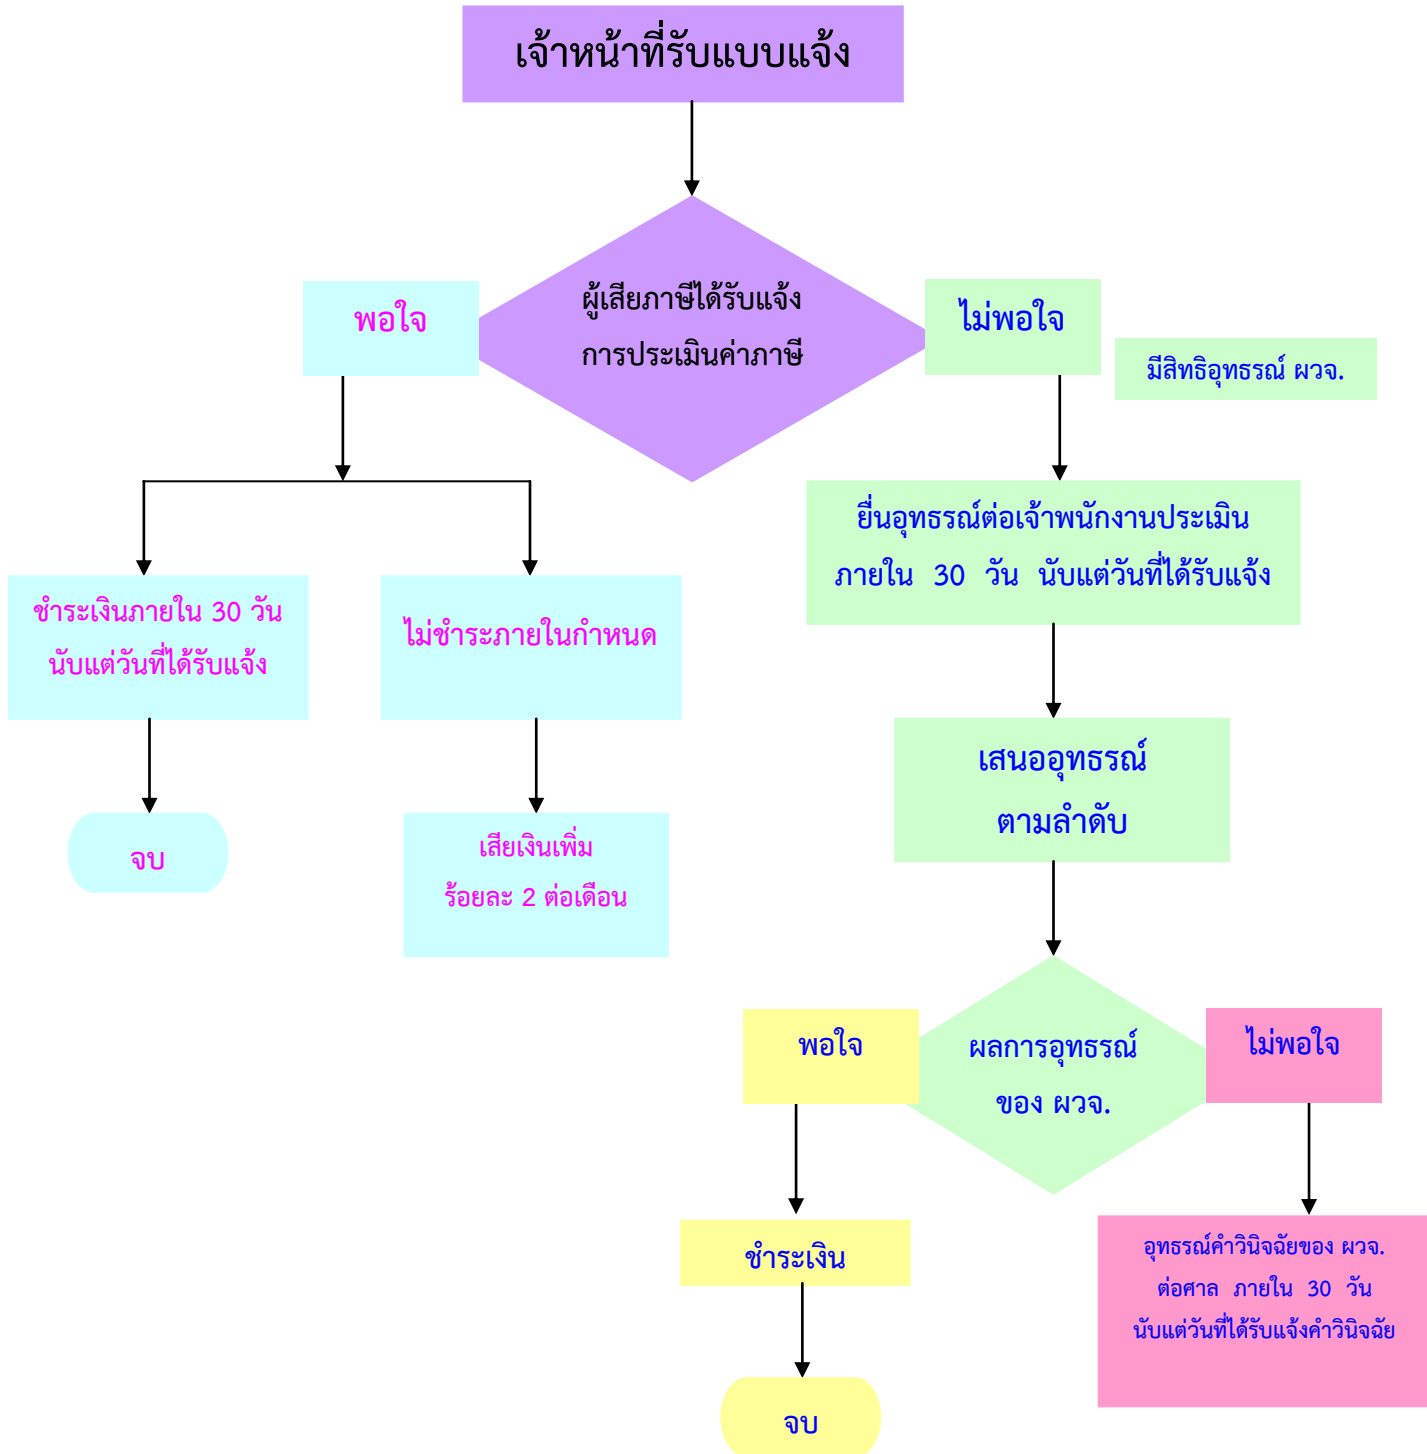 เจ้าหน้าที่รับแบบแจ้ง
ผู้เสียภาษีได้รับแจ้ง
การประเมินค่าภาษี
พอใจ
ไม่พอใจ
มีสิทธิอุทธรณ์ ผวจ.
ยื่นอุทธรณ์ต่อเจ้าพนักงานประเมิน
ภายใน 30 วัน นับแต่วันที่ได้รับแจ้ง
ชำระเงินภายใน 30 วัน
นับแต่วันที่ได้รับแจ้ง
ไม่ชำระภายในกำหนด
เสนออุทธรณ์
ตามลำดับ
จบ
เสียเงินเพิ่ม
ร้อยละ 2 ต่อเดือน
พอใจ
ผลการอุทธรณ์
ของ ผวจ.
ไม่พอใจ
ชำระเงิน
อุทธรณ์คำวินิจฉัยของ ผวจ.
ต่อศาล ภายใน 30 วัน
นับแต่วันที่ได้รับแจ้งคำวินิจฉัย
จบ